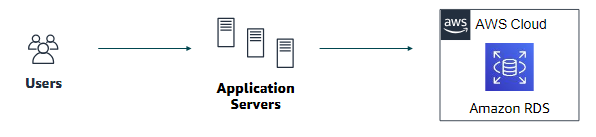 aws AWS Cloud
Users
Application
Servers
Amazon RDS